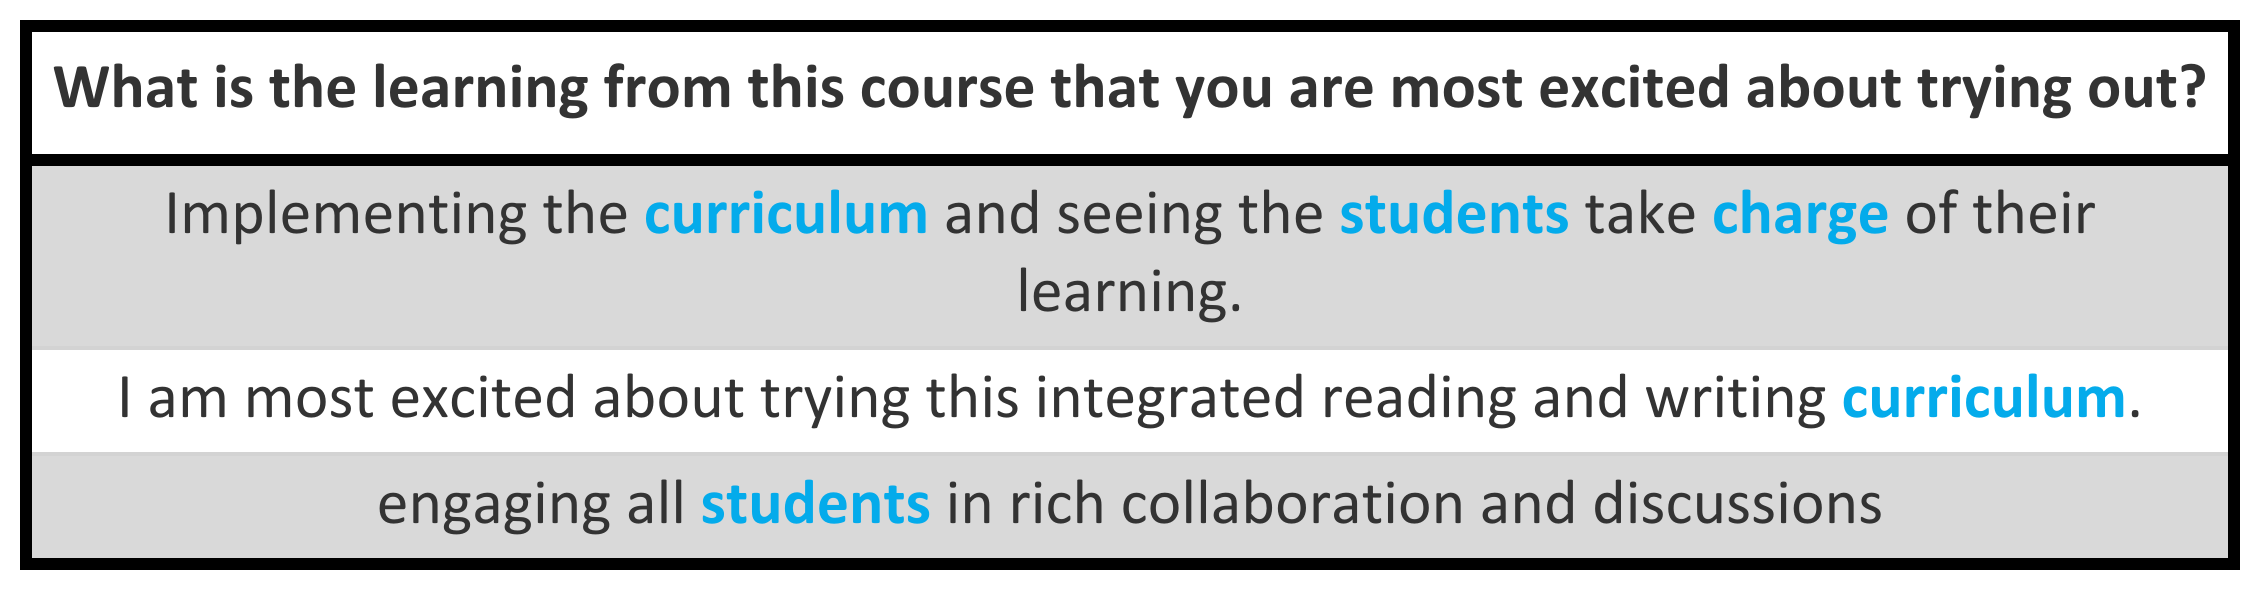 What is the learning from this course that you are most excited about trying out?
Implementing the curriculum and seeing the students take charge of their
learning.
I am most excited about trying this integrated reading and writing curriculum.
engaging all students in rich collaboration and discussions